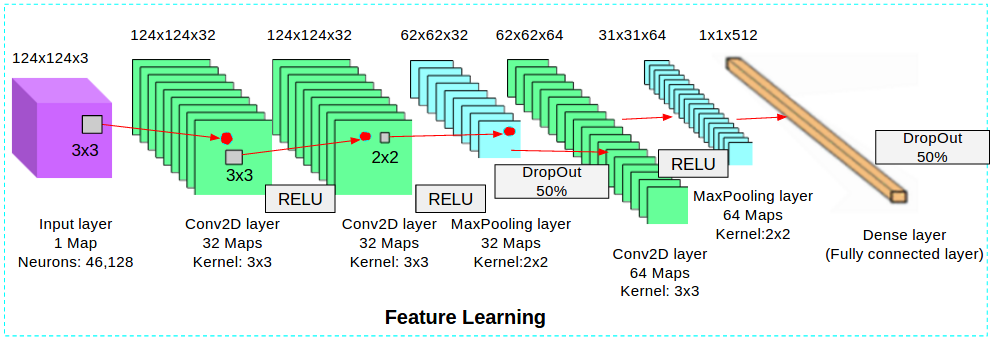 124x124x32
124x124x32
62x62x32
62x62x64
31x31x64
1x1x512
124x124x3
3x3
3x3
2x2
RELU
RELU
DropOut
50%
RELU
DropOut
50%
Input layer
1 Map
Neurons: 46,128
Conv2D layer
32 Maps
Kernel: 3x3
Conv2D layer
32 Maps
Kernel: 3x3
MaxPooling layer
32 Maps
Kernel:2x2
Conv2D layer
64 Maps
Kernel: 3x3
MaxPooling layer
64 Maps
Kernel:2x2
Dense layer
(Fully connected layer)
Feature Learning